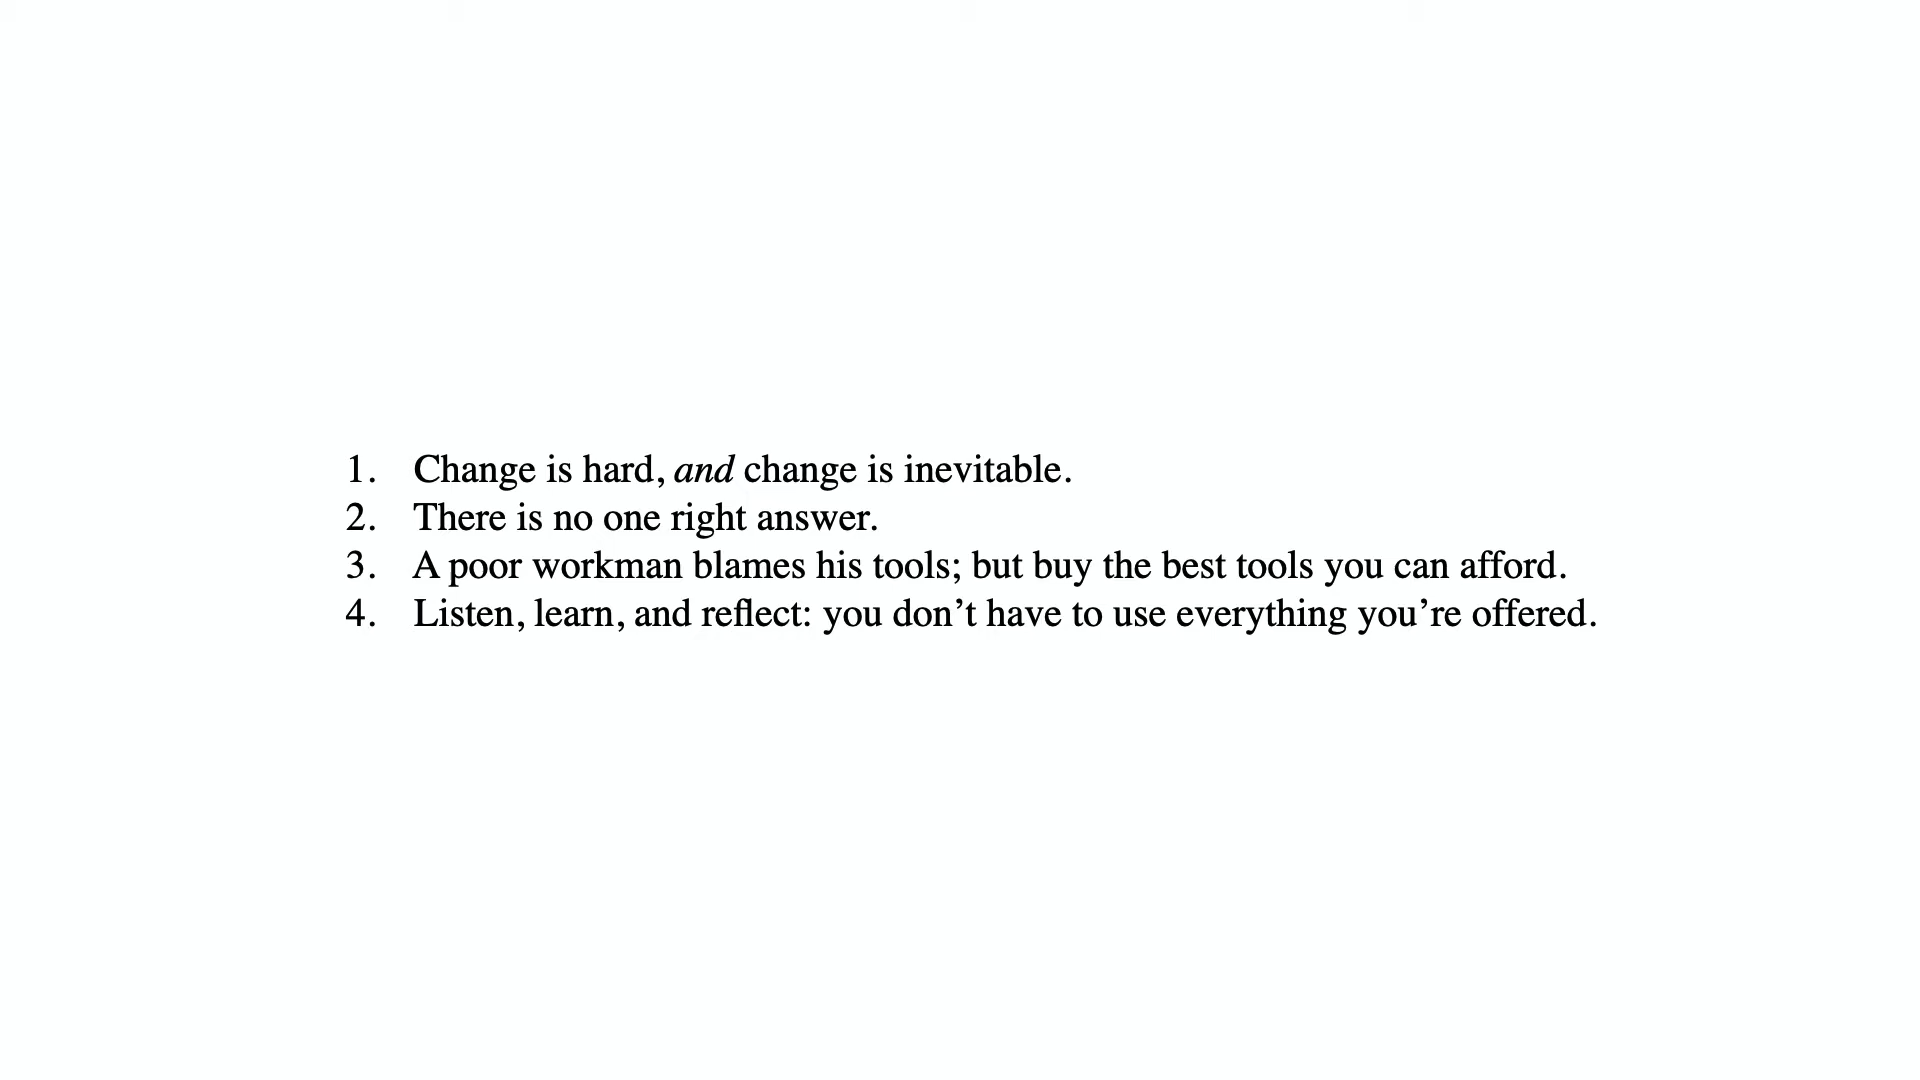 1. Change is hard, and change is inevitable.
2. There is no one right answer.
3. A poor workman blames his tools; but buy the best tools you can afford.
4. Listen, learn, and reflect: you don’t have to use everything you’re offered.